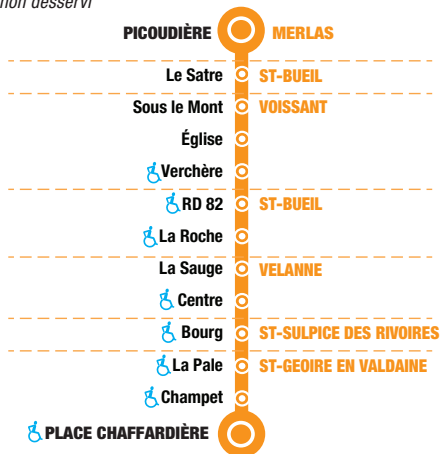 non desservi
PICOUDIÈRE MERLAS
Le Satre ST-BUEIL
Sous le Mont VOISSANT
Église
Verchère
RD 82 ST-BUEIL
La Roche
La Sauge VELANNE
Centre
Bourg ST-SULPICE DES RIVOIRES
La Pale ST-GEOIRE EN VALDAINE
Champet
PLACE CHAFFARDIÈRE